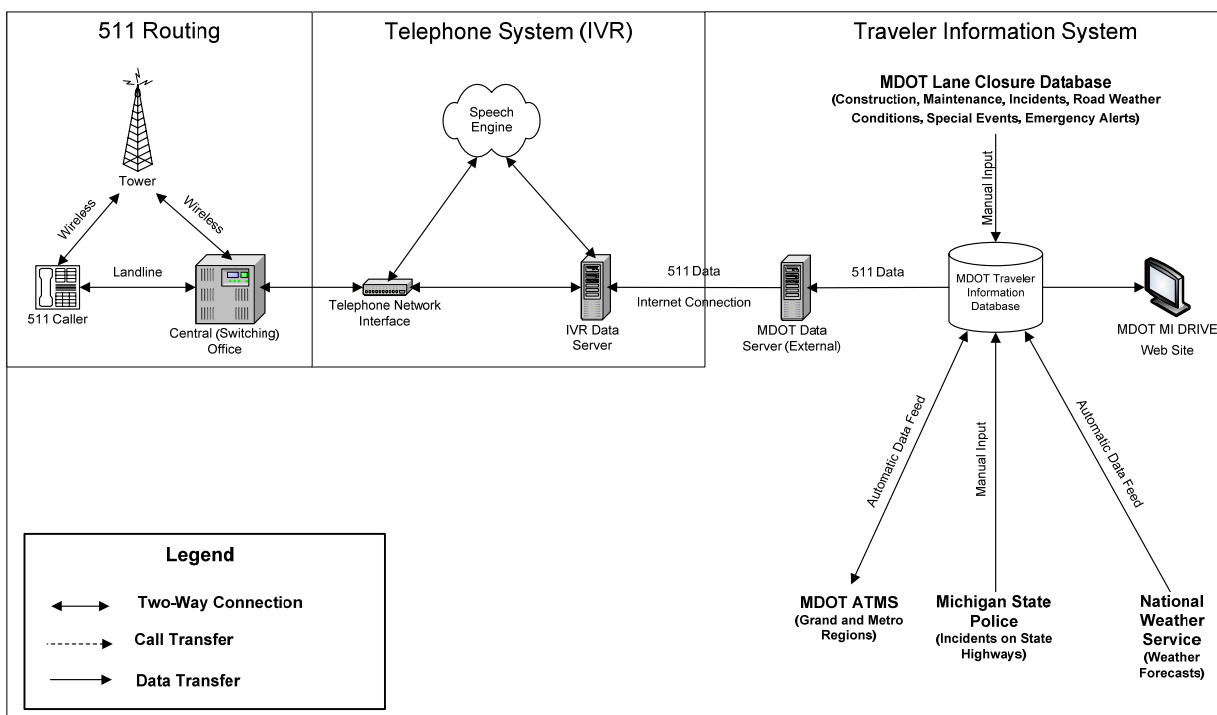 511 Routing
Telephone System (IVR)
Traveler Information System
MDOT Lane Closure Database
(Construction, Maintenance, Incidents, Road Weather
Conditions, Special Events, Emergency Alerts)
Speech
Engine
Tower
Wireless
Wireless
Manual Input
Landline
511 Caller
Central (Switching)
Office
Telephone Network
Interface
IVR Data
Server
511 Data
Internet Connection
MDOT Data
Server (External)
511 Data
MDOT Traveler
Information
Database
MDOT MI DRIVE
Web Site
Automatic Data Feed
Manual Input
Automatic Data Feed
MDOT ATMS
(Grand and Metro
Regions)
Michigan State
Police
(Incidents on State
Highways)
National
Weather
Service
(Weather
Forecasts)
Legend
Two-Way Connection
Call Transfer
Data Transfer